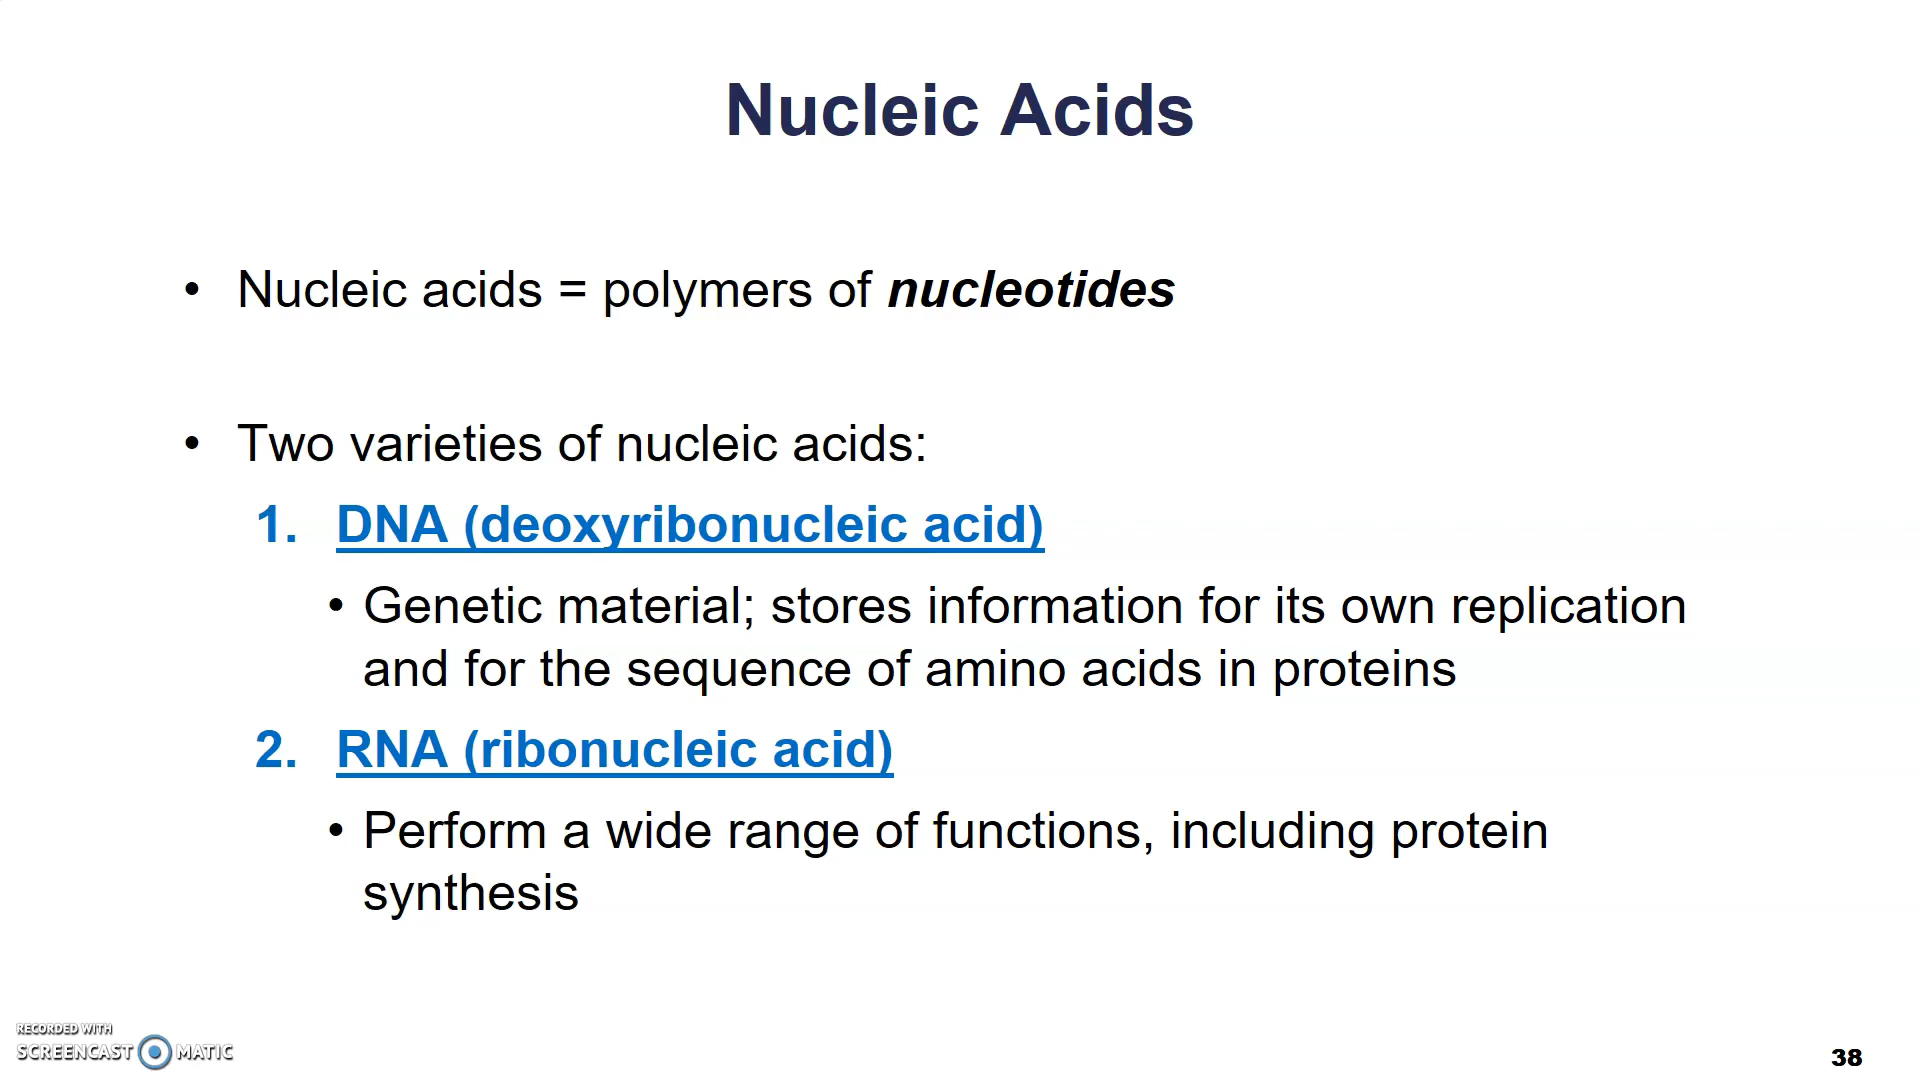 Nucleic Acids
• Nucleic acids = polymers of nucleotides
• Two varieties of nucleic acids:
1. DNA (deoxyribonucleic acid)
• Genetic material; stores information for its own replication
and for the sequence of amino acids in proteins
2. RNA (ribonucleic acid)
• Perform a wide range of functions, including protein
synthesis
RECORDED WITH
SCREENCAST MATIC
38